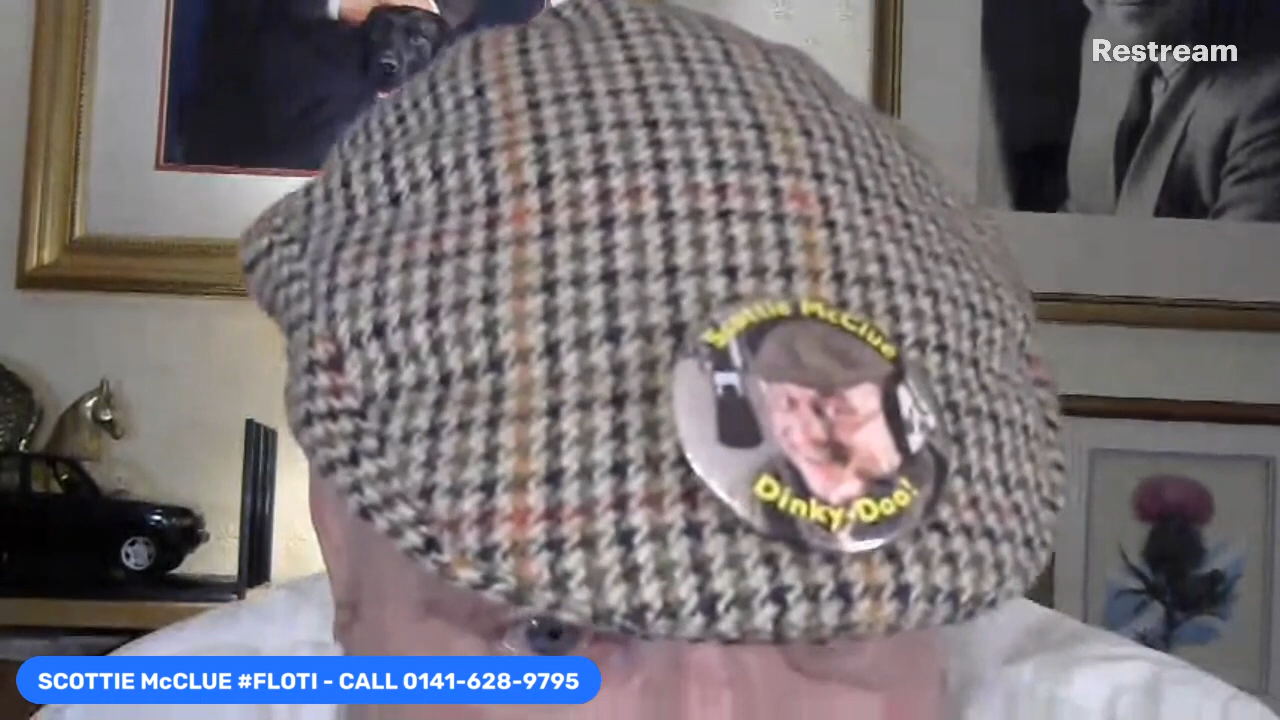 Restream
Scottie McClue
Dinky-Doo!
SCOTTIE McCLUE #FLOTI - CALL 0141-628-9795